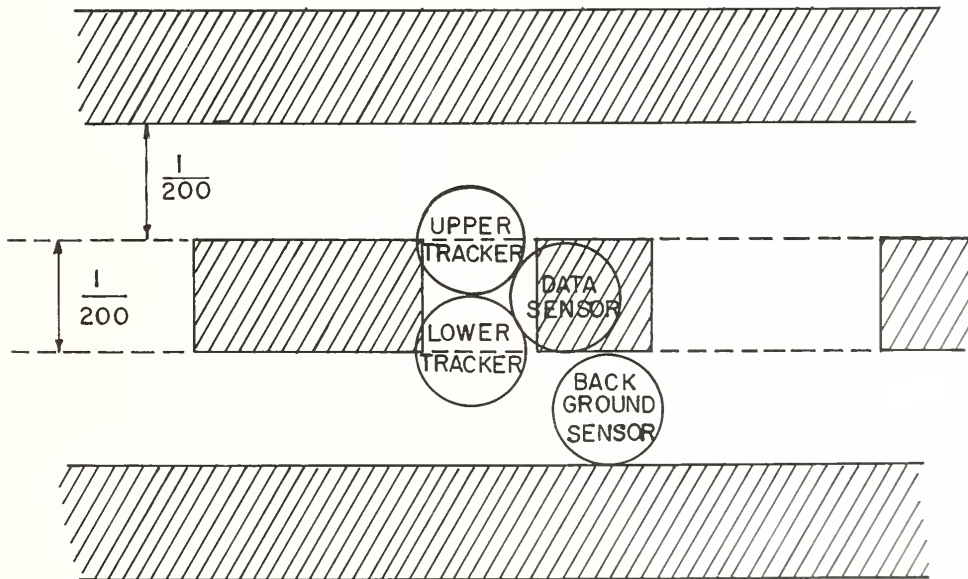 1
200
UPPER
TRACKER
1
200
DATA
SENSOR
LOWER
TRACKER
BACK
GROUND
SENSOR